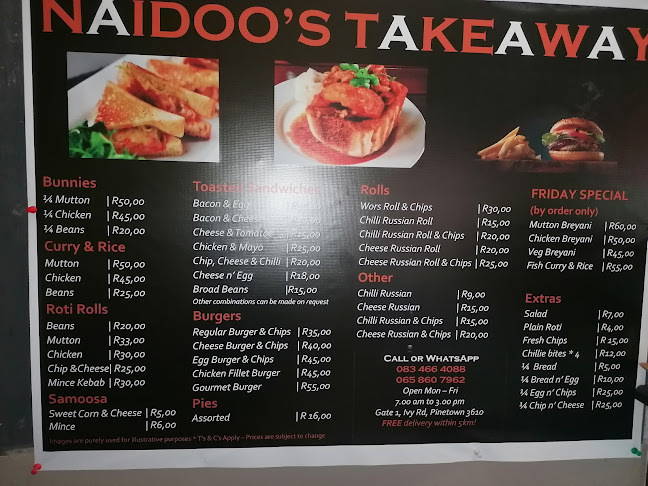 NAIDOO'S TAKEAWAY
Bunnies
¼ Mutton | R50,00
¼ Chicken | R45,00
¼ Beans | R20,00
Curry & Rice
Mutton | R50,00
Chicken | R45,00
Beans | R25,00
Roti Rolls
Beans | R20,00
Mutton | R33,00
Chicken | R30,00
Chip &Cheese | R25,00
Mince Kebab | R30,00
Samoosa
Sweet Corn & Cheese | R5,00
Mince | R6,00
Toasted Sandwiches
Bacon & Egg
Bacon & Cheese
Cheese & Tomatoe | R25,00
Chicken & Mayo | R25,00
Chip, Cheese & Chilli | R20,00
Cheese n' Egg | R18,00
Broad Beans | R15,00
Other combinations can be made on request
Burgers
Regular Burger & Chips | R35,00
Cheese Burger & Chips | R40,00
Egg Burger & Chips | R45,00
Chicken Fillet Burger | R45,00
Gourmet Burger | R55,00
Pies
Assorted | R 16,00
Rolls
Wors Roll & Chips | R30,00
Chilli Russian Roll | R25,00
Chilli Russian Roll & Chips | R20,00
Cheese Russian Roll | R20,00
Cheese Russian Roll & Chips | R25,00
Other
Chilli Russian | R9,00
Cheese Russian | R15,00
Chilli Russian & Chips | R15,00
Cheese Russian & Chips | R20,00
Call or WhatsApp
083 466 4088
065 860 7962
Open Mon – Fri
7.00 am to 3.00 pm
Gate 1, Ivy Rd, Pinetown 3610
FREE delivery within 5km!
FRIDAY SPECIAL
(by order only)
Mutton Breyani | R60,00
Chicken Breyani | R50,00
Veg Breyani | R45,00
Fish Curry & Rice | R55,00
Extras
Salad | R7,00
Plain Roti | R4,00
Fresh Chips | R 15,00
Chillie bites * 4 | R12,00
¼ Bread | R5,00
¼ Bread n' Egg | R10,00
¼ Egg n' Chips | R25,00
¼ Chip n' Cheese | R25,00
Images are purely used for illustrative purposes * T's & C's Apply – Prices are subject to change